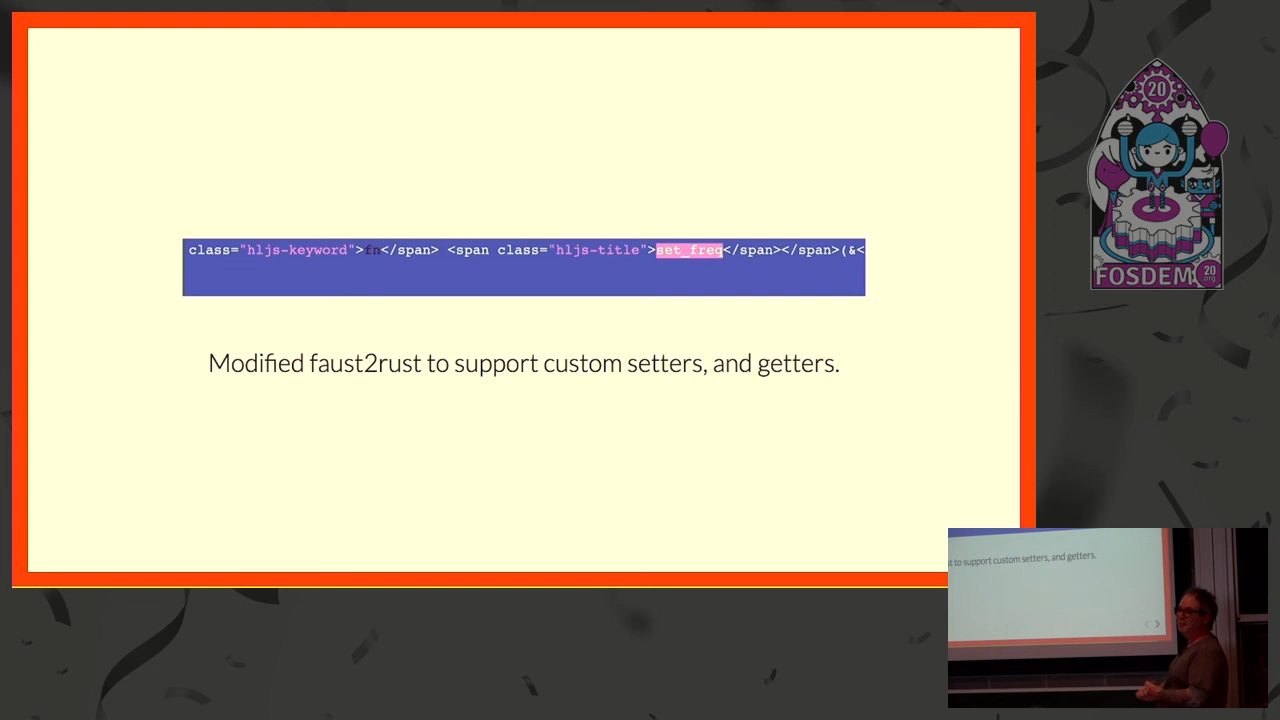 class="hljs-keyword">fn</span> <span class="hljs-title">set_freq</span></span>(&<
Modified faust2rust to support custom setters, and getters.
20
FOSDEM
20
org
to support custom setters, and getters.